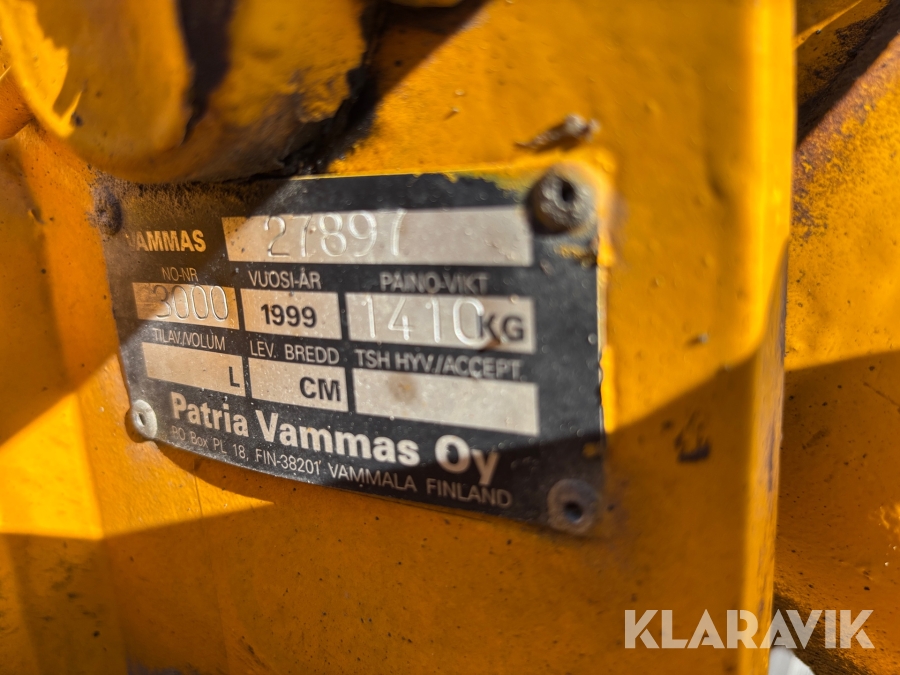 VAMMAS 27897
NO-NR VUOSI-ÅR PAINO-VIKT
3000 1999 1410 KG
TILAV./VOLUM LEV. BREDD TSH HYV./ACCEPT.
L CM
Patria Vammas Oy
PO Box PL 18, FIN-38201 VAMMALA FINLAND
KLARAVIK